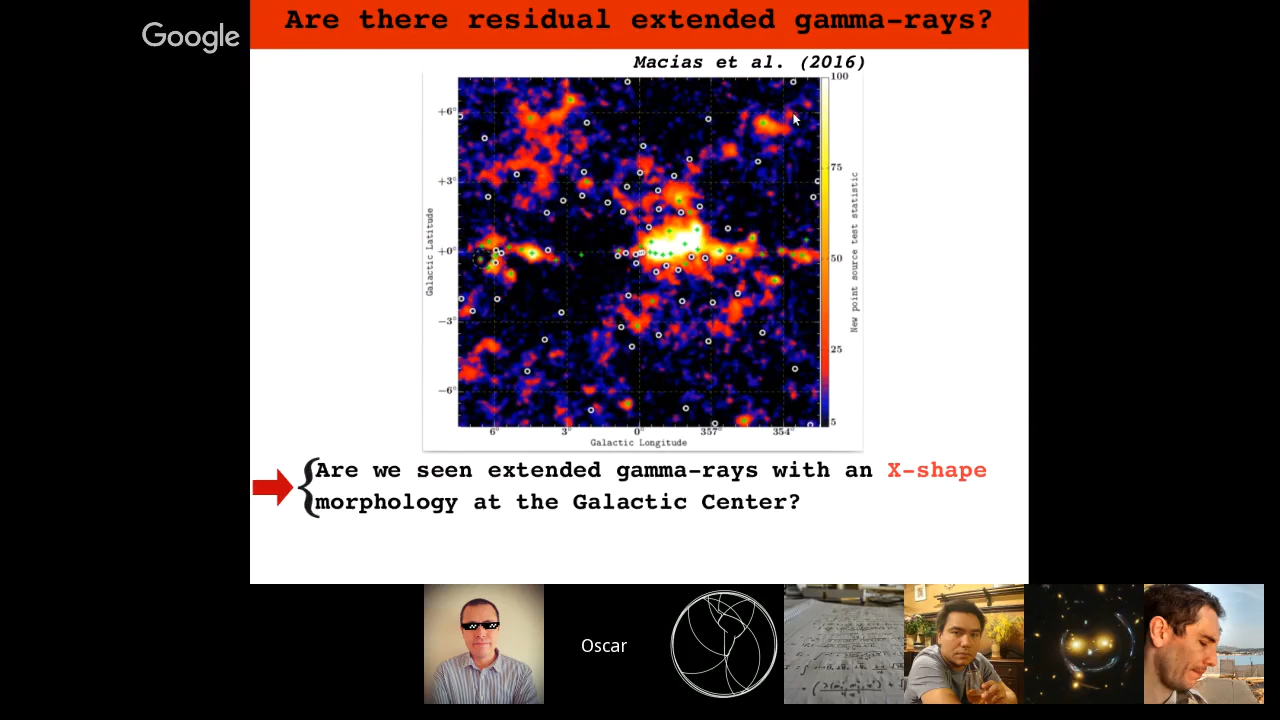 Are there residual extended gamma-rays?
Google
Macias et al. (2016)
100
75
50
25
5
New point source test statistic
+6°
+3°
+0°
−3°
−6°
Galactic Latitude
6°
3°
0°
357°
354°
Galactic Longitude
Are we seen extended gamma-rays with an X-shape
morphology at the Galactic Center?
Oscar